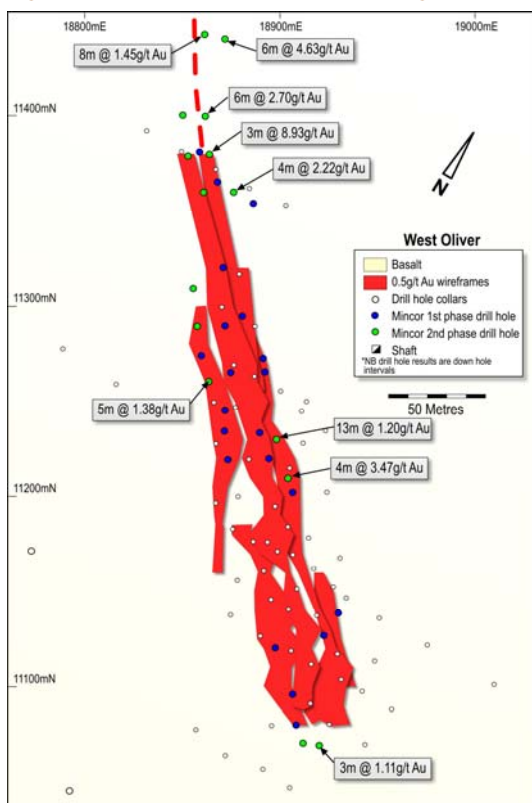 18800mE
18900mE
19000mE
8m @ 1.45g/t Au
6m @ 4.63g/t Au
6m @ 2.70g/t Au
11400mN
3m @ 8.93g/t Au
4m @ 2.22g/t Au
N
West Oliver
Basalt
0.5g/t Au wireframes
Drill hole collars
Mincor 1st phase drill hole
Mincor 2nd phase drill hole
Shaft
*NB drill hole results are down hole
intervals
11300mN
50 Metres
5m @ 1.38g/t Au
13m @ 1.20g/t Au
4m @ 3.47g/t Au
11200mN
11100mN
3m @ 1.11g/t Au